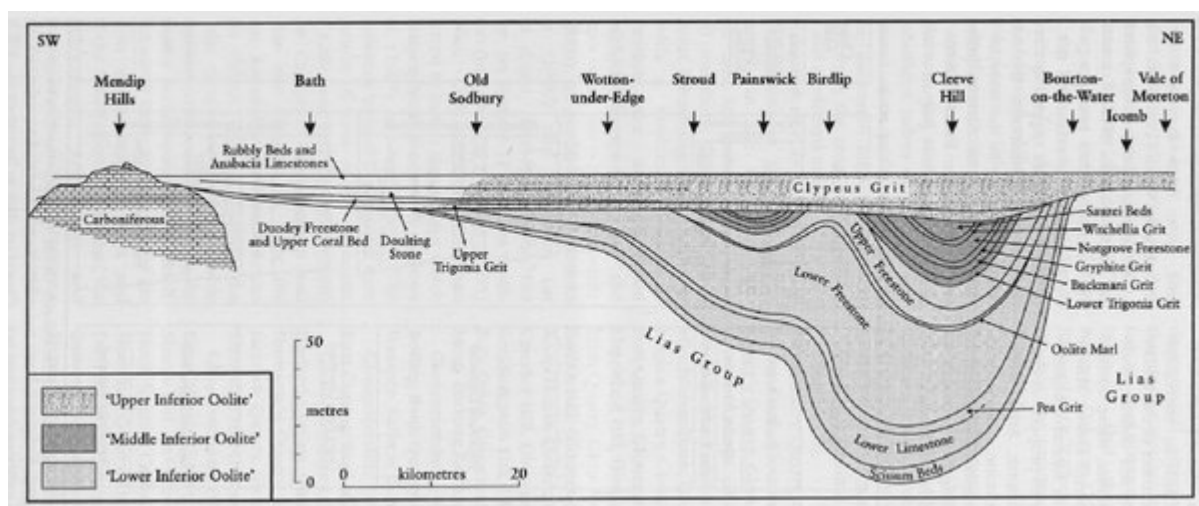 SW
NE
Mendip
Hills
Bath
Old
Sodbury
Wotton-
under-Edge
Stroud
Painswick
Birdlip
Cleeve
Hill
Bourton-
on-the-Water
Icomb
Vale of
Moreton
Rubbly Beds and
Anabacia Limestones
Clypeus Grit
Carboniferous
Dundry Freestone
and Upper Coral Bed
Doulting
Stone
Upper
Trigonia Grit
Sauzei Beds
Witchellia Grit
Notgrove Freestone
Gryphite Grit
Buckmani Grit
Lower Trigonia Grit
Upper Freestone
Lower Freestone
Oolite Marl
Lias Group
Lias
Group
Pea Grit
Lower Limestone
Scissum Beds
50
metres
0
0 kilometres 20
'Upper Inferior Oolite'
'Middle Inferior Oolite'
'Lower Inferior Oolite'